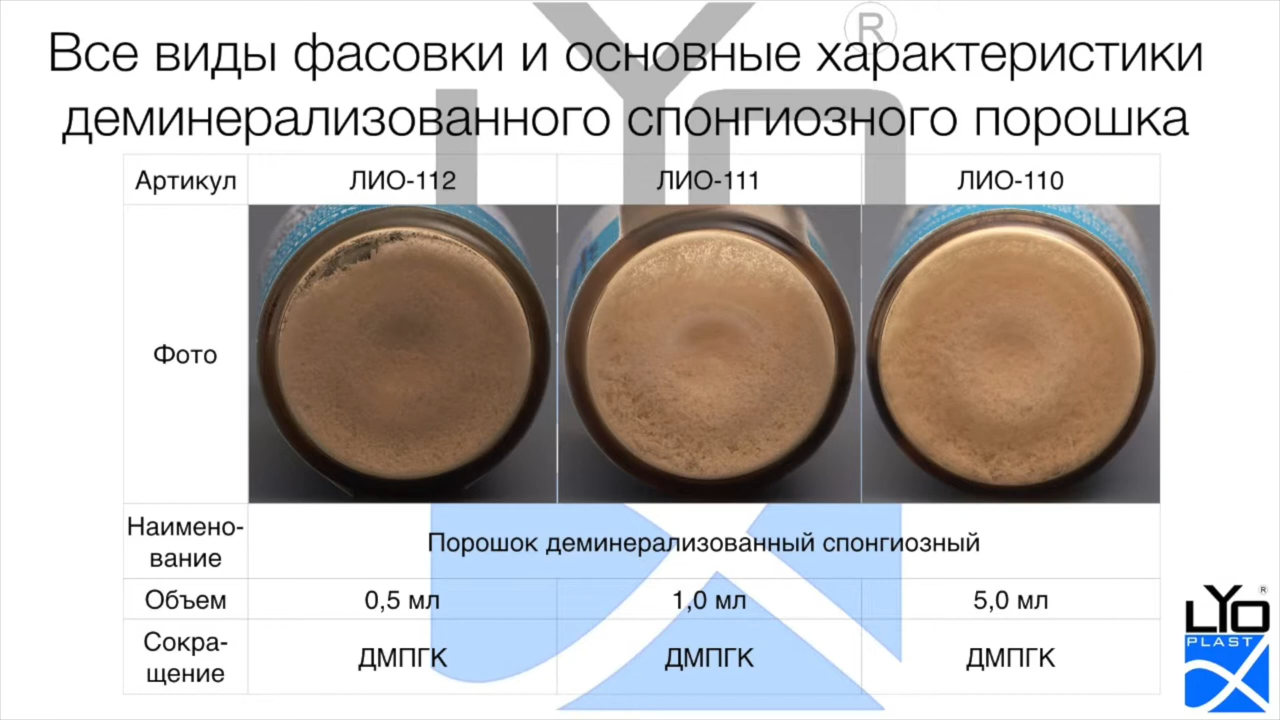 Все виды фасовки и основные характеристики
деминерализованного спонгиозного порошка
Артикул ЛИО-112 ЛИО-111 ЛИО-110
Фото
Наимено-
вание
Порошок деминерализованный спонгиозный
Объем 0,5 мл 1,0 мл 5,0 мл
Сокра-
щение
ДМПГК ДМПГК ДМПГК
LYO
PLAST
®
LYO
®